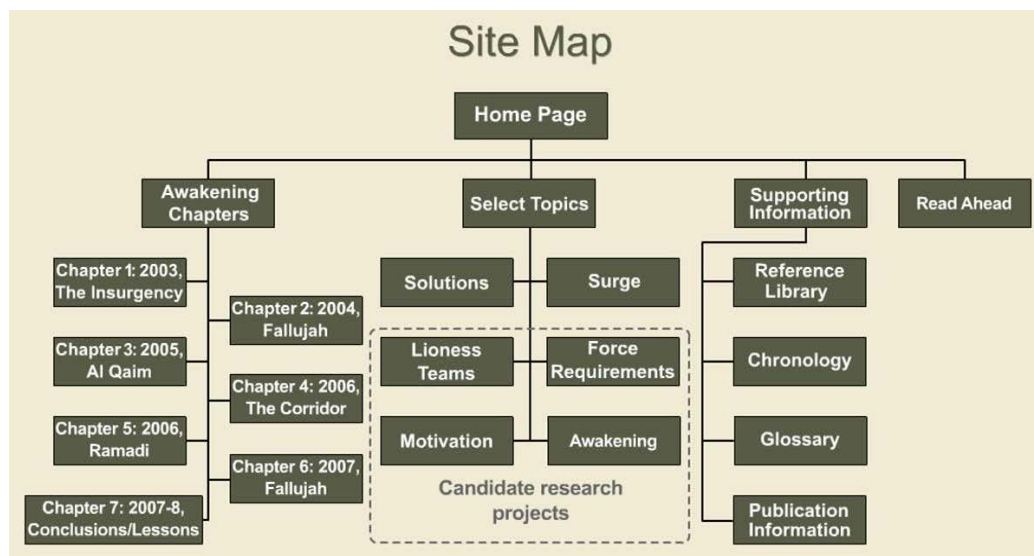 Site Map
Home Page
Awakening
Chapters
Select Topics
Supporting
Information
Read Ahead
Chapter 1: 2003,
The Insurgency
Chapter 2: 2004,
Fallujah
Chapter 3: 2005,
Al Qaim
Chapter 4: 2006,
The Corridor
Chapter 5: 2006,
Ramadi
Chapter 6: 2007,
Fallujah
Chapter 7: 2007-8,
Conclusions/Lessons
Solutions
Surge
Lioness
Teams
Force
Requirements
Motivation
Awakening
Candidate research
projects
Reference
Library
Chronology
Glossary
Publication
Information